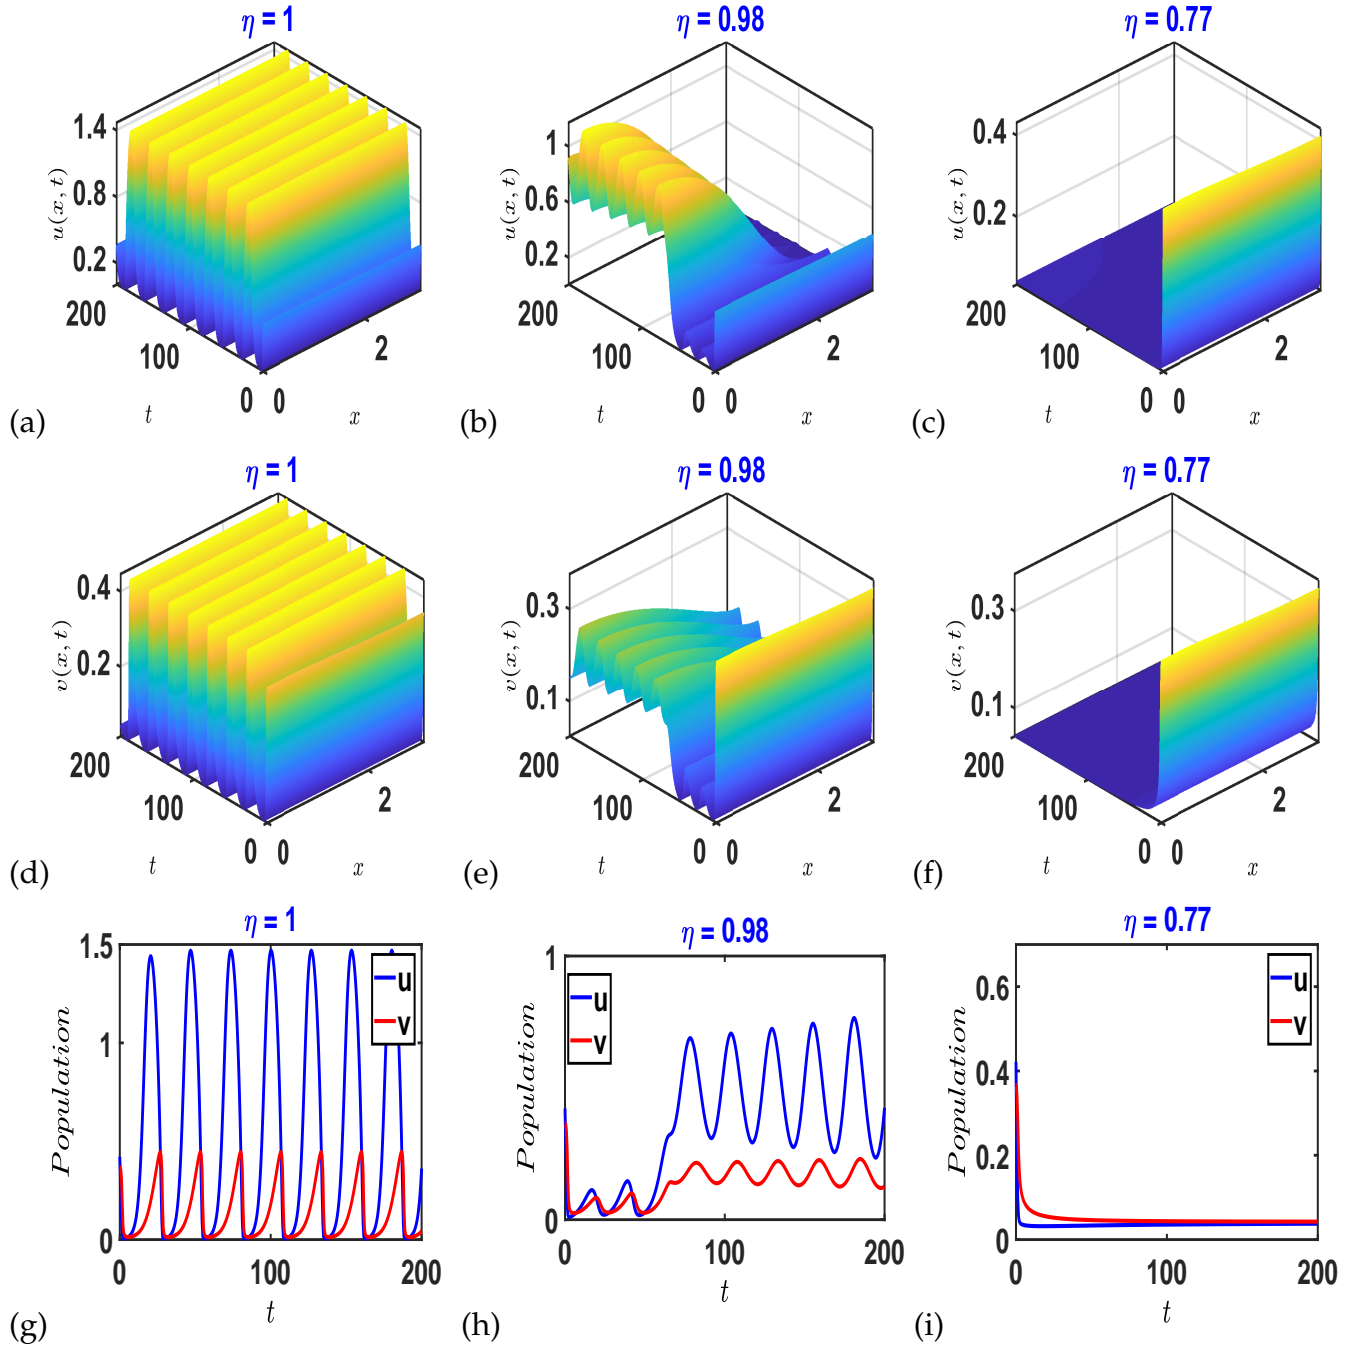 η = 1
η = 0.98
η = 0.77
u(x, t)
1.4
0.8
0.2
200
100
0
0
2
t
x
(a)
u(x, t)
1
0.6
0.2
200
100
0
0
2
t
x
(b)
u(x, t)
0.4
0.2
200
100
0
0
2
t
x
(c)
η = 1
η = 0.98
η = 0.77
v(x, t)
0.4
0.2
200
100
0
0
2
t
x
(d)
v(x, t)
0.3
0.1
200
100
0
0
2
t
x
(e)
v(x, t)
0.3
0.1
200
100
0
0
2
t
x
(f)
η = 1
η = 0.98
η = 0.77
Population
1.5
1
0
u
v
0
100
200
t
(g)
Population
1
0
u
v
0
100
200
t
(h)
Population
0.6
0.4
0.2
0
u
v
0
100
200
t
(i)